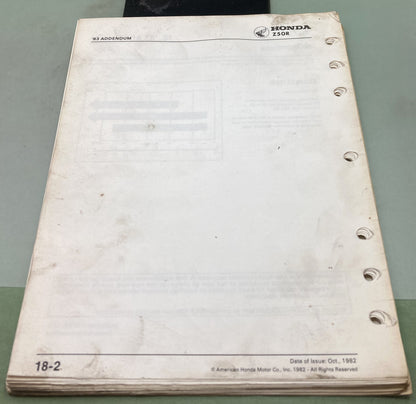 '83 ADDENDUM
HONDA
Z50R
18-2
Date of Issue: Oct., 1982
© American Honda Motor Co., Inc. 1982 - All Rights Reserved